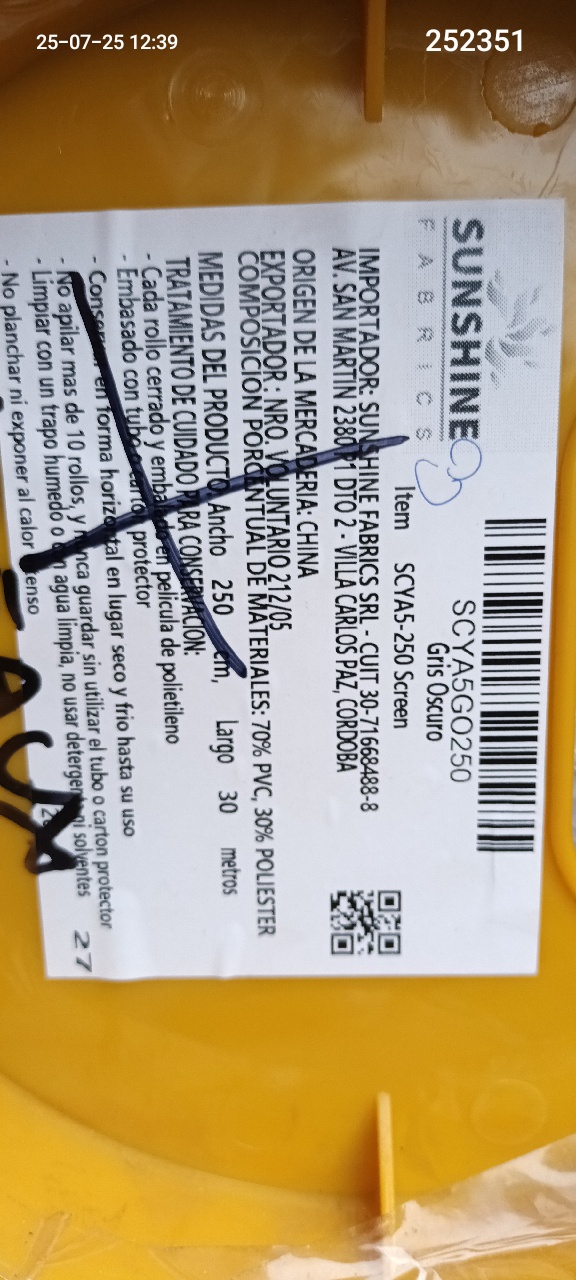 25-07-25 12:39
252351
SUNSHINE
FABRICS
SCYA5GO250
Gris Oscuro
Item SCYA5-250 Screen
IMPORTADOR: SUNSHINE FABRICS SRL - CUIT 30-71668488-8
AV. SAN MARTIN 2380 P1 DTO 2 - VILLA CARLOS PAZ, CORDOBA
ORIGEN DE LA MERCADERIA: CHINA
EXPORTADOR : NRO. VOLUNTARIO 212/05
COMPOSICION PORCENTUAL DE MATERIALES: 70% PVC, 30% POLIESTER
MEDIDAS DEL PRODUCTO, Ancho 250 cm, Largo 30 metros
TRATAMIENTO DE CUIDADO PARA CONSERVACION:
- Cada rollo cerrado y embalado en pelicula de polietileno
- Embasado con tubo protector
- Conservar en forma horizontal en lugar seco y frio hasta su uso
- No apilar mas de 10 rollos, y nunca guardar sin utilizar el tubo o carton protector
- Limpiar con un trapo humedo o con agua limpia, no usar detergente ni solventes
- No planchar ni exponer al calor
27